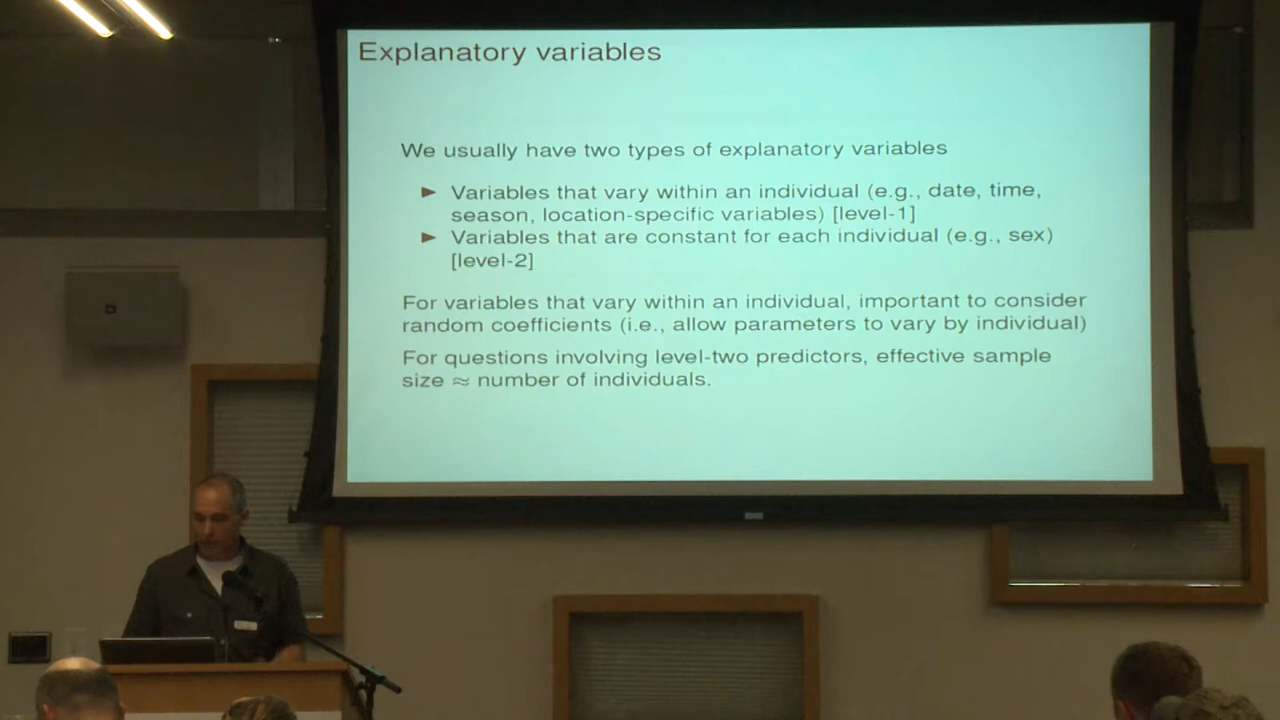 Explanatory variables
We usually have two types of explanatory variables
► Variables that vary within an individual (e.g., date, time,
season, location-specific variables) [level-1]
► Variables that are constant for each individual (e.g., sex)
[level-2]
For variables that vary within an individual, important to consider
random coefficients (i.e., allow parameters to vary by individual)
For questions involving level-two predictors, effective sample
size ≈ number of individuals.